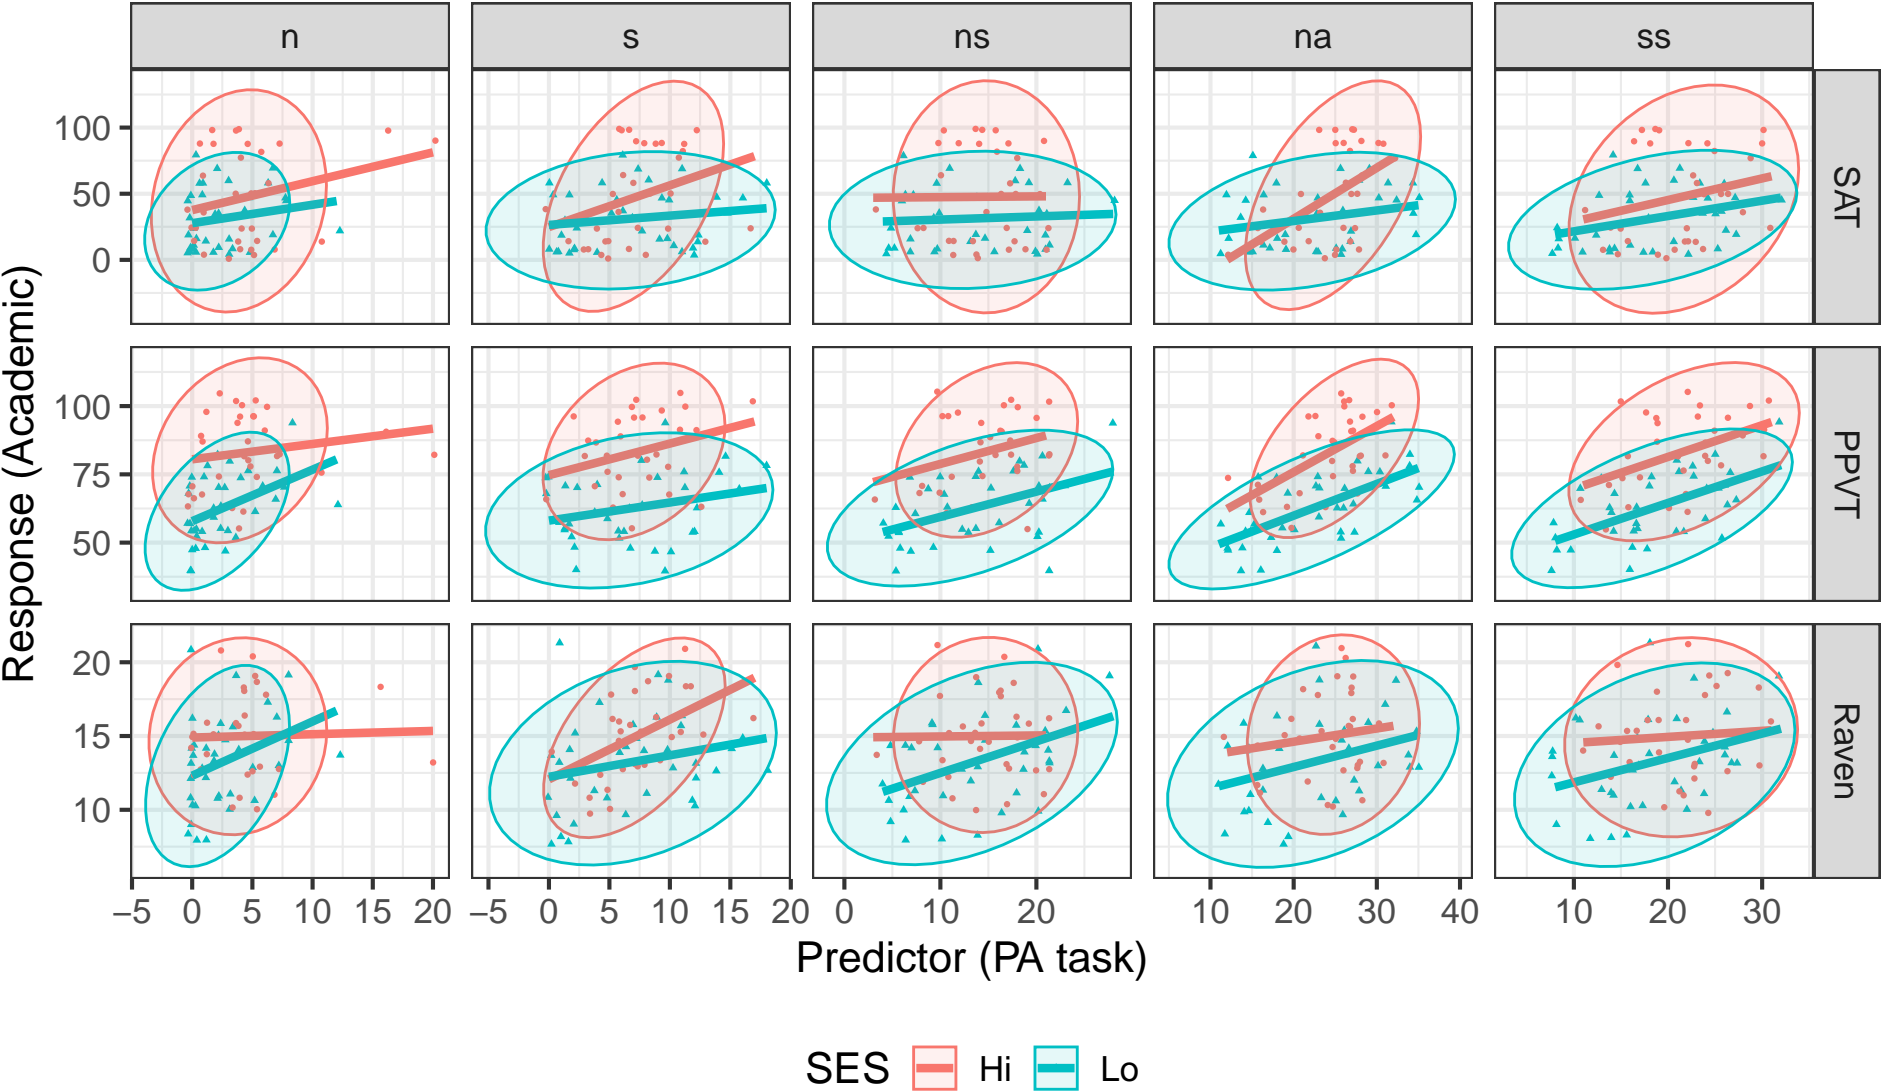 n s ns na ss
100
50
0
SAT
100
75
50
PPVT
20
15
10
Raven
−5 0 5 10 15 20 −5 0 5 10 15 20 0 10 20 10 20 30 40 10 20 30
Response (Academic)
Predictor (PA task)
SES Hi Lo